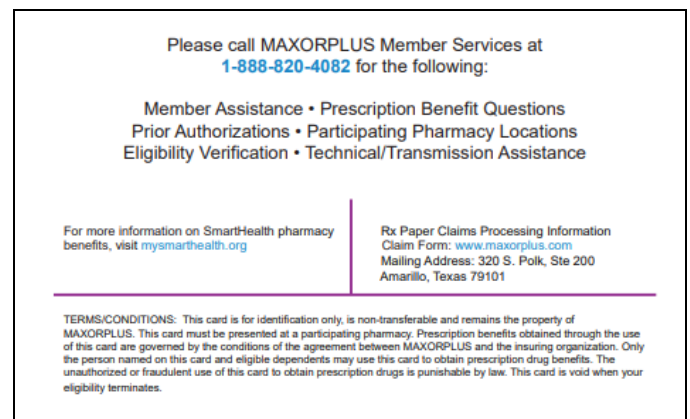 Please call MAXORPLUS Member Services at
1-888-820-4082 for the following:
Member Assistance • Prescription Benefit Questions
Prior Authorizations • Participating Pharmacy Locations
Eligibility Verification • Technical/Transmission Assistance
For more information on SmartHealth pharmacy
benefits, visit mysmarthealth.org
Rx Paper Claims Processing Information
Claim Form: www.maxorplus.com
Mailing Address: 320 S. Polk, Ste 200
Amarillo, Texas 79101
TERMS/CONDITIONS: This card is for identification only, is non-transferable and remains the property of
MAXORPLUS. This card must be presented at a participating pharmacy. Prescription benefits obtained through the use
of this card are governed by the conditions of the agreement between MAXORPLUS and the insuring organization. Only
the person named on this card and eligible dependents may use this card to obtain prescription drug benefits. The
unauthorized or fraudulent use of this card to obtain prescription drugs is punishable by law. This card is void when your
eligibility terminates.